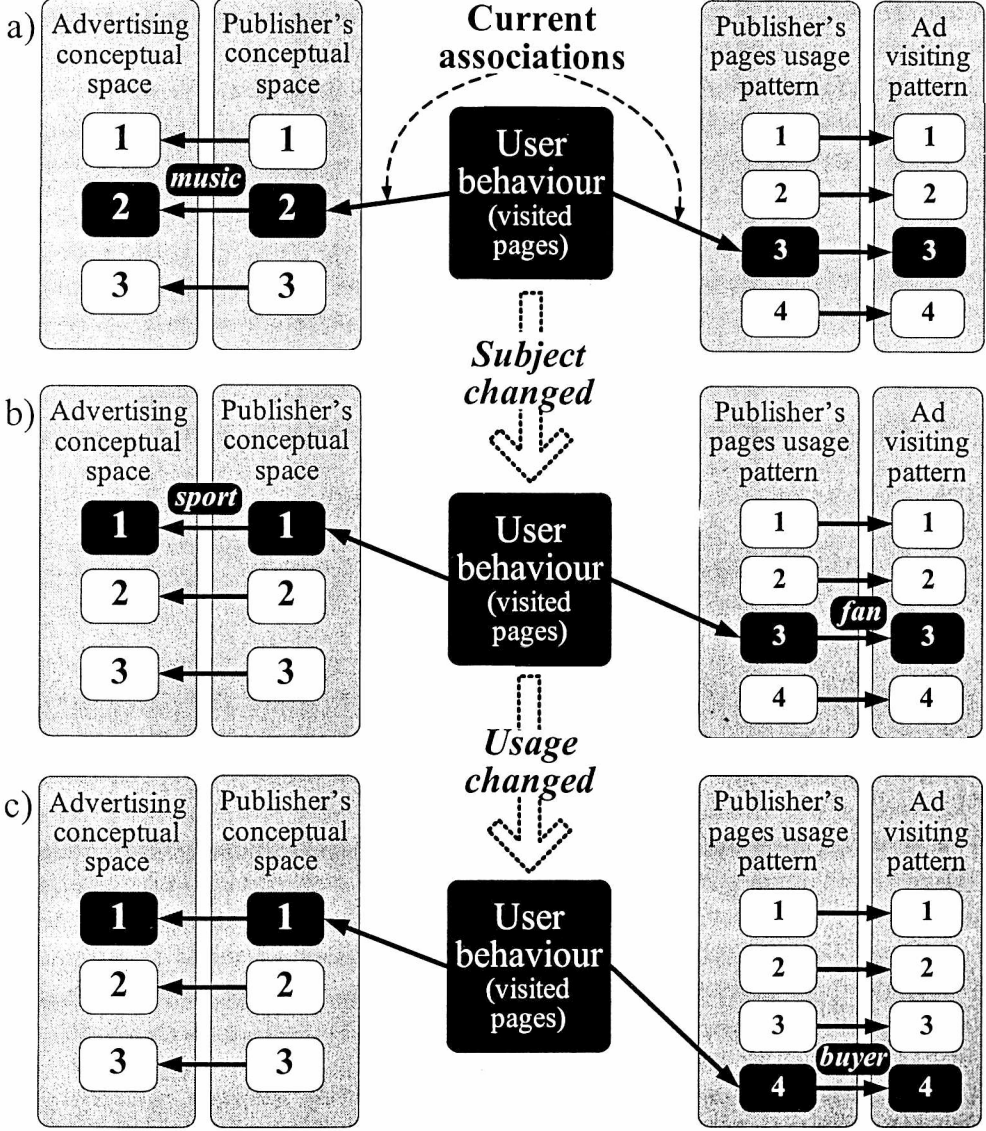 a)
Advertising
conceptual
space
Publisher's
conceptual
space
1
1
music
2
2
3
3
Current
associations
User
behaviour
(visited
pages)
Publisher's
pages usage
pattern
Ad
visiting
pattern
1
1
2
2
3
3
4
4
Subject
changed
b)
Advertising
conceptual
space
Publisher's
conceptual
space
sport
1
1
2
2
3
3
User
behaviour
(visited
pages)
Publisher's
pages usage
pattern
Ad
visiting
pattern
1
1
2
2
fan
3
3
4
4
Usage
changed
c)
Advertising
conceptual
space
Publisher's
conceptual
space
1
1
2
2
3
3
User
behaviour
(visited
pages)
Publisher's
pages usage
pattern
Ad
visiting
pattern
1
1
2
2
3
3
buyer
4
4